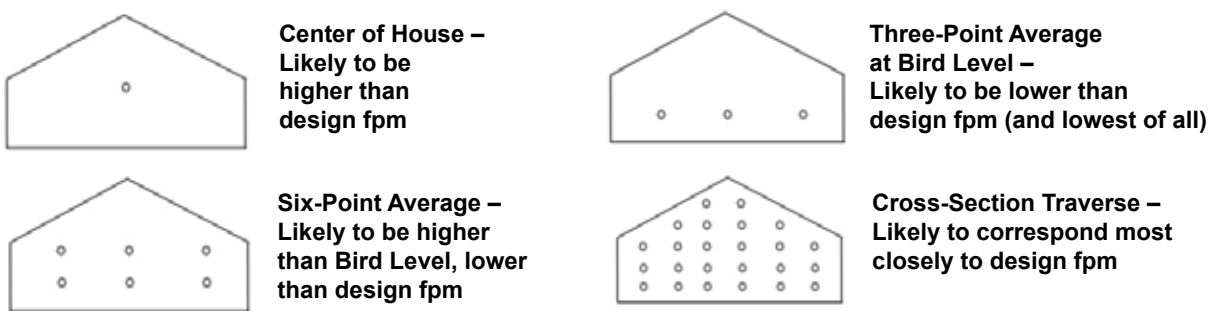 Center of House –
Likely to be
higher than
design fpm
Three-Point Average
at Bird Level –
Likely to be lower than
design fpm (and lowest of all)
Six-Point Average –
Likely to be higher
than Bird Level, lower
than design fpm
Cross-Section Traverse –
Likely to correspond most
closely to design fpm